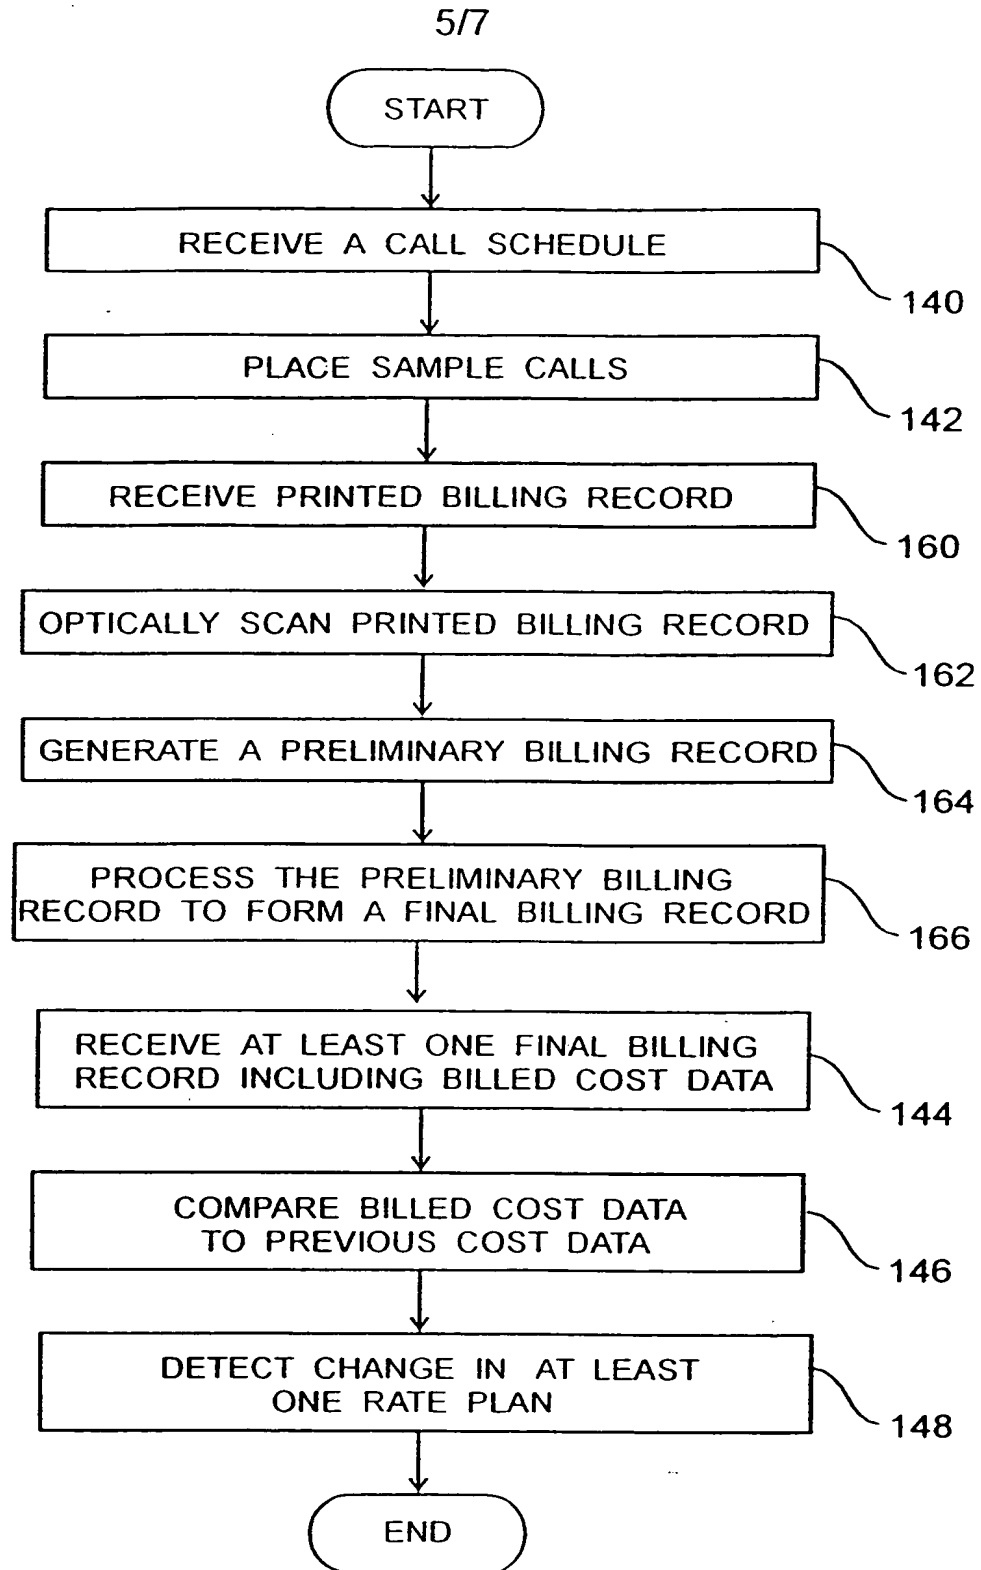 5/7
START
RECEIVE A CALL SCHEDULE
140
PLACE SAMPLE CALLS
142
RECEIVE PRINTED BILLING RECORD
160
OPTICALLY SCAN PRINTED BILLING RECORD
162
GENERATE A PRELIMINARY BILLING RECORD
164
PROCESS THE PRELIMINARY BILLING
RECORD TO FORM A FINAL BILLING RECORD
166
RECEIVE AT LEAST ONE FINAL BILLING
RECORD INCLUDING BILLED COST DATA
144
COMPARE BILLED COST DATA
TO PREVIOUS COST DATA
146
DETECT CHANGE IN AT LEAST
ONE RATE PLAN
148
END